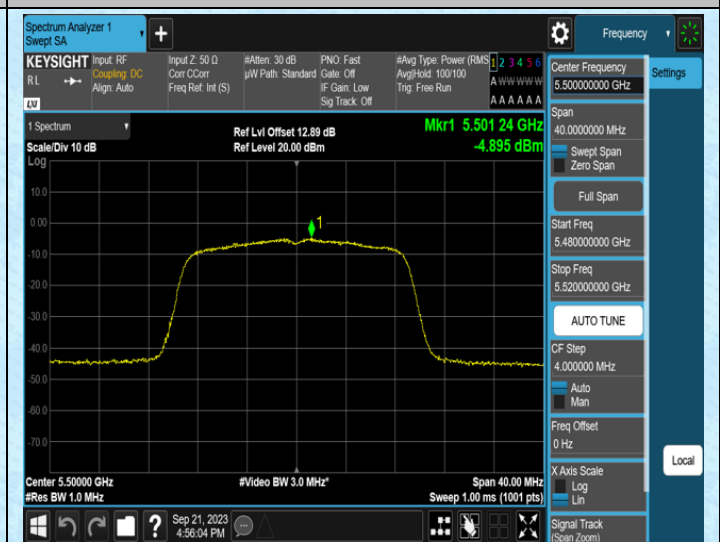 Spectrum Analyzer 1
Swept SA
+
Frequency
KEYSIGHT
RL
LXI
Input: RF
Coupling: DC
Align: Auto
Input Z: 50 Ω
Corr CCorr
Freq Ref: Int (S)
#Atten: 30 dB
µW Path: Standard
PNO: Fast
Gate: Off
IF Gain: Low
Sig Track: Off
#Avg Type: Power (RMS
Avg|Hold: 100/100
Trig: Free Run
1 2 3 4 5 6
A W W W W W
A A A A A A
1 Spectrum
Scale/Div 10 dB
Log
Ref Lvl Offset 12.89 dB
Ref Level 20.00 dBm
Mkr1 5.501 24 GHz
-4.895 dBm
10.0
0.00
-10.0
-20.0
-30.0
-40.0
-50.0
-60.0
-70.0
1
Center 5.50000 GHz
#Res BW 1.0 MHz
#Video BW 3.0 MHz*
Span 40.00 MHz
Sweep 1.00 ms (1001 pts)
?
Sep 21, 2023
4:56:04 PM
Center Frequency
5.500000000 GHz
Span
40.0000000 MHz
Swept Span
Zero Span
Full Span
Start Freq
5.480000000 GHz
Stop Freq
5.520000000 GHz
AUTO TUNE
CF Step
4.000000 MHz
Auto
Man
Freq Offset
0 Hz
X Axis Scale
Log
Lin
Signal Track
(Span Zoom)
Settings
Local